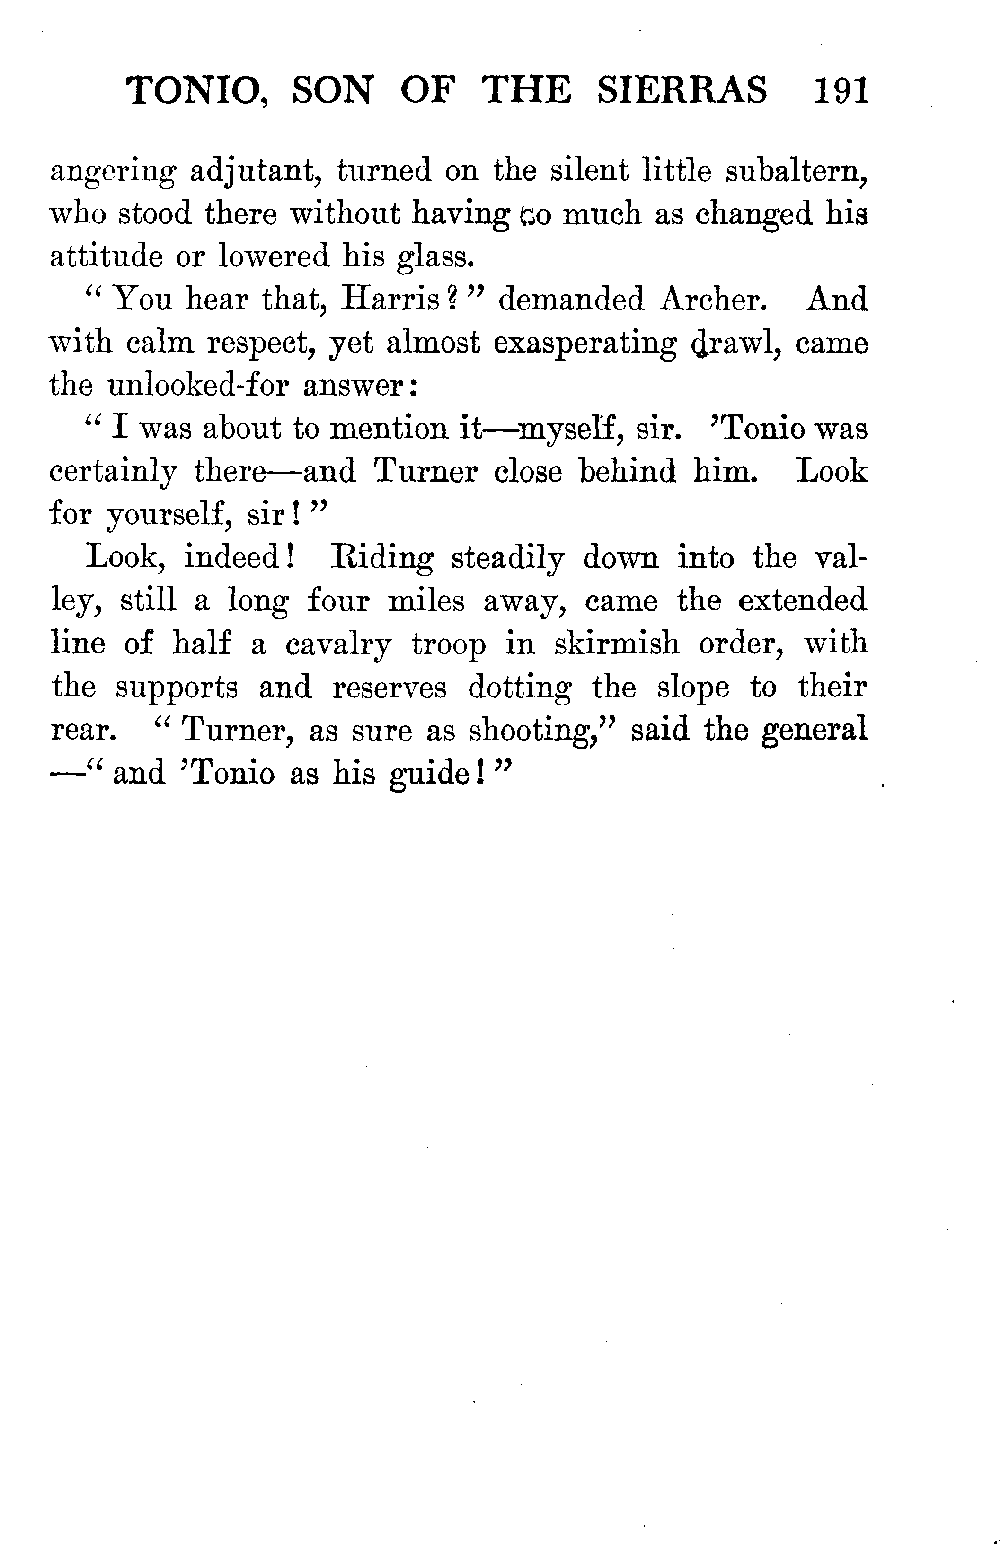 TONIO, SON OF THE SIERRAS 191
angering adjutant, turned on the silent little subaltern,
who stood there without having so much as changed his
attitude or lowered his glass.
“ You hear that, Harris ? ” demanded Archer. And
with calm respect, yet almost exasperating drawl, came
the unlooked-for answer:
“ I was about to mention it—myself, sir. ’Tonio was
certainly there—and Turner close behind him. Look
for yourself, sir ! ”
Look, indeed ! Riding steadily down into the val-
ley, still a long four miles away, came the extended
line of half a cavalry troop in skirmish order, with
the supports and reserves dotting the slope to their
rear. “ Turner, as sure as shooting,” said the general
—“ and ’Tonio as his guide ! ”